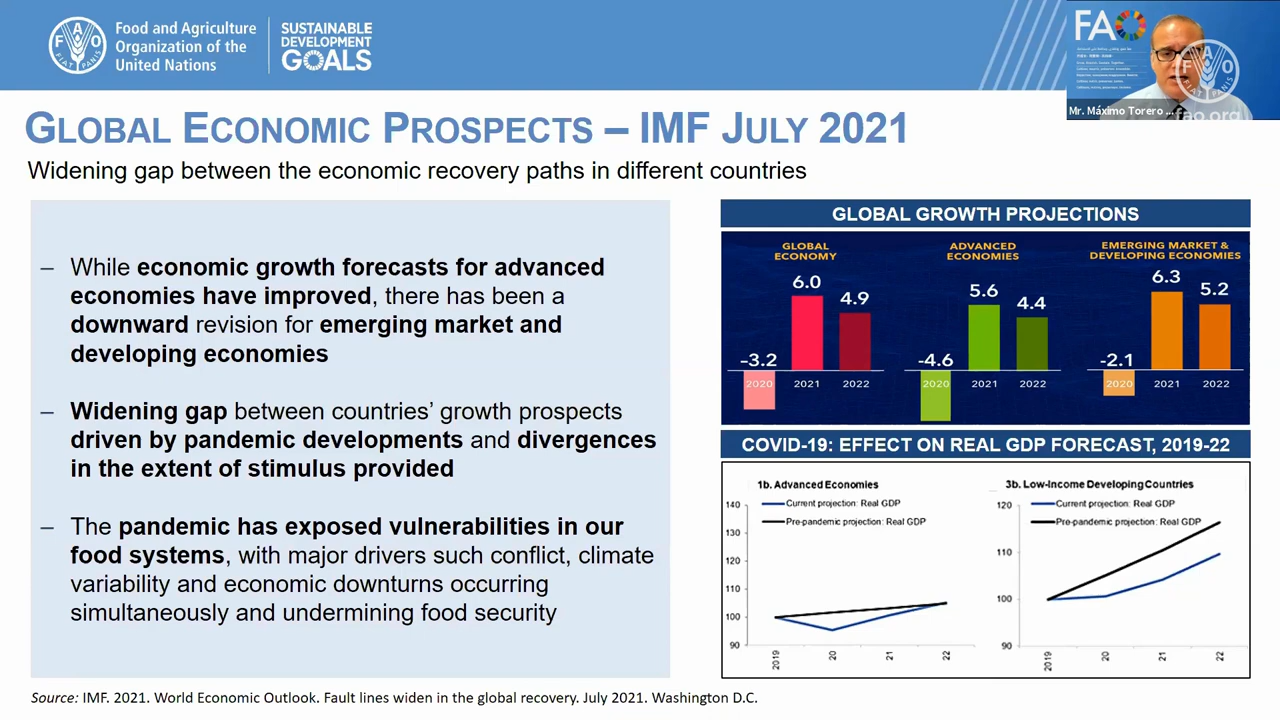 Food and Agriculture
Organization of the
United Nations
SUSTAINABLE
DEVELOPMENT
GOALS
FAO
FIAT PANIS
FAO
Mr. Máximo Torero ...
fao.org
GLOBAL ECONOMIC PROSPECTS – IMF JULY 2021
Widening gap between the economic recovery paths in different countries
– While economic growth forecasts for advanced
economies have improved, there has been a
downward revision for emerging market and
developing economies
– Widening gap between countries’ growth prospects
driven by pandemic developments and divergences
in the extent of stimulus provided
– The pandemic has exposed vulnerabilities in our
food systems, with major drivers such conflict, climate
variability and economic downturns occurring
simultaneously and undermining food security
GLOBAL GROWTH PROJECTIONS
GLOBAL
ECONOMY
–3.2 6.0 4.9
2020 2021 2022
ADVANCED
ECONOMIES
-4.6 5.6 4.4
2020 2021 2022
EMERGING MARKET &
DEVELOPING ECONOMIES
-2.1 6.3 5.2
2020 2021 2022
COVID-19: EFFECT ON REAL GDP FORECAST, 2019-22
1b. Advanced Economies
Current projection: Real GDP
Pre-pandemic projection: Real GDP
140
130
120
110
100
90
2019 20 21 22
3b. Low-Income Developing Countries
Current projection: Real GDP
Pre-pandemic projection: Real GDP
120
110
100
90
2019 20 21 22
Source: IMF. 2021. World Economic Outlook. Fault lines widen in the global recovery. July 2021. Washington D.C.